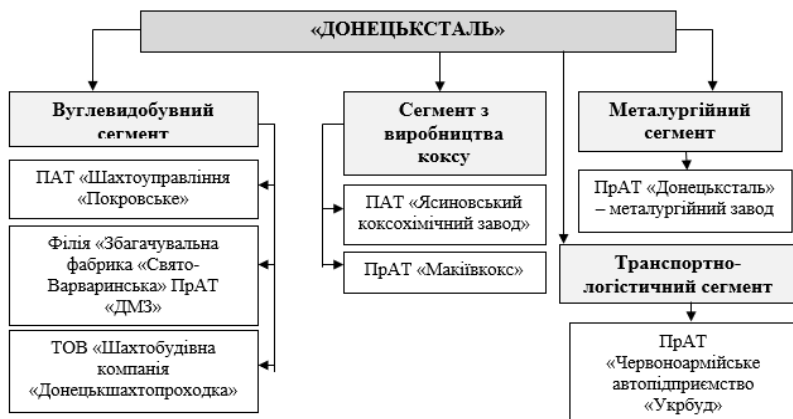 «ДОНЕЦЬКСТАЛЬ»
Вуглевидобувний
сегмент
ПАТ «Шахтоуправління
«Покровське»
Філія «Збагачувальна
фабрика «Свято-
Варваринська» ПрАТ
«ДМЗ»
ТОВ «Шахтобудівна
компанія
«Донецькшахтопроходка»
Сегмент з
виробництва
коксу
ПАТ «Ясиновський
коксохімічний завод»
ПрАТ «Макіївкокс»
Металургійний
сегмент
ПрАТ «Донецьксталь»
– металургійний завод
Транспортно-
логістичний сегмент
ПрАТ
«Червоноармійське
автопідприємство
«Укрбуд»